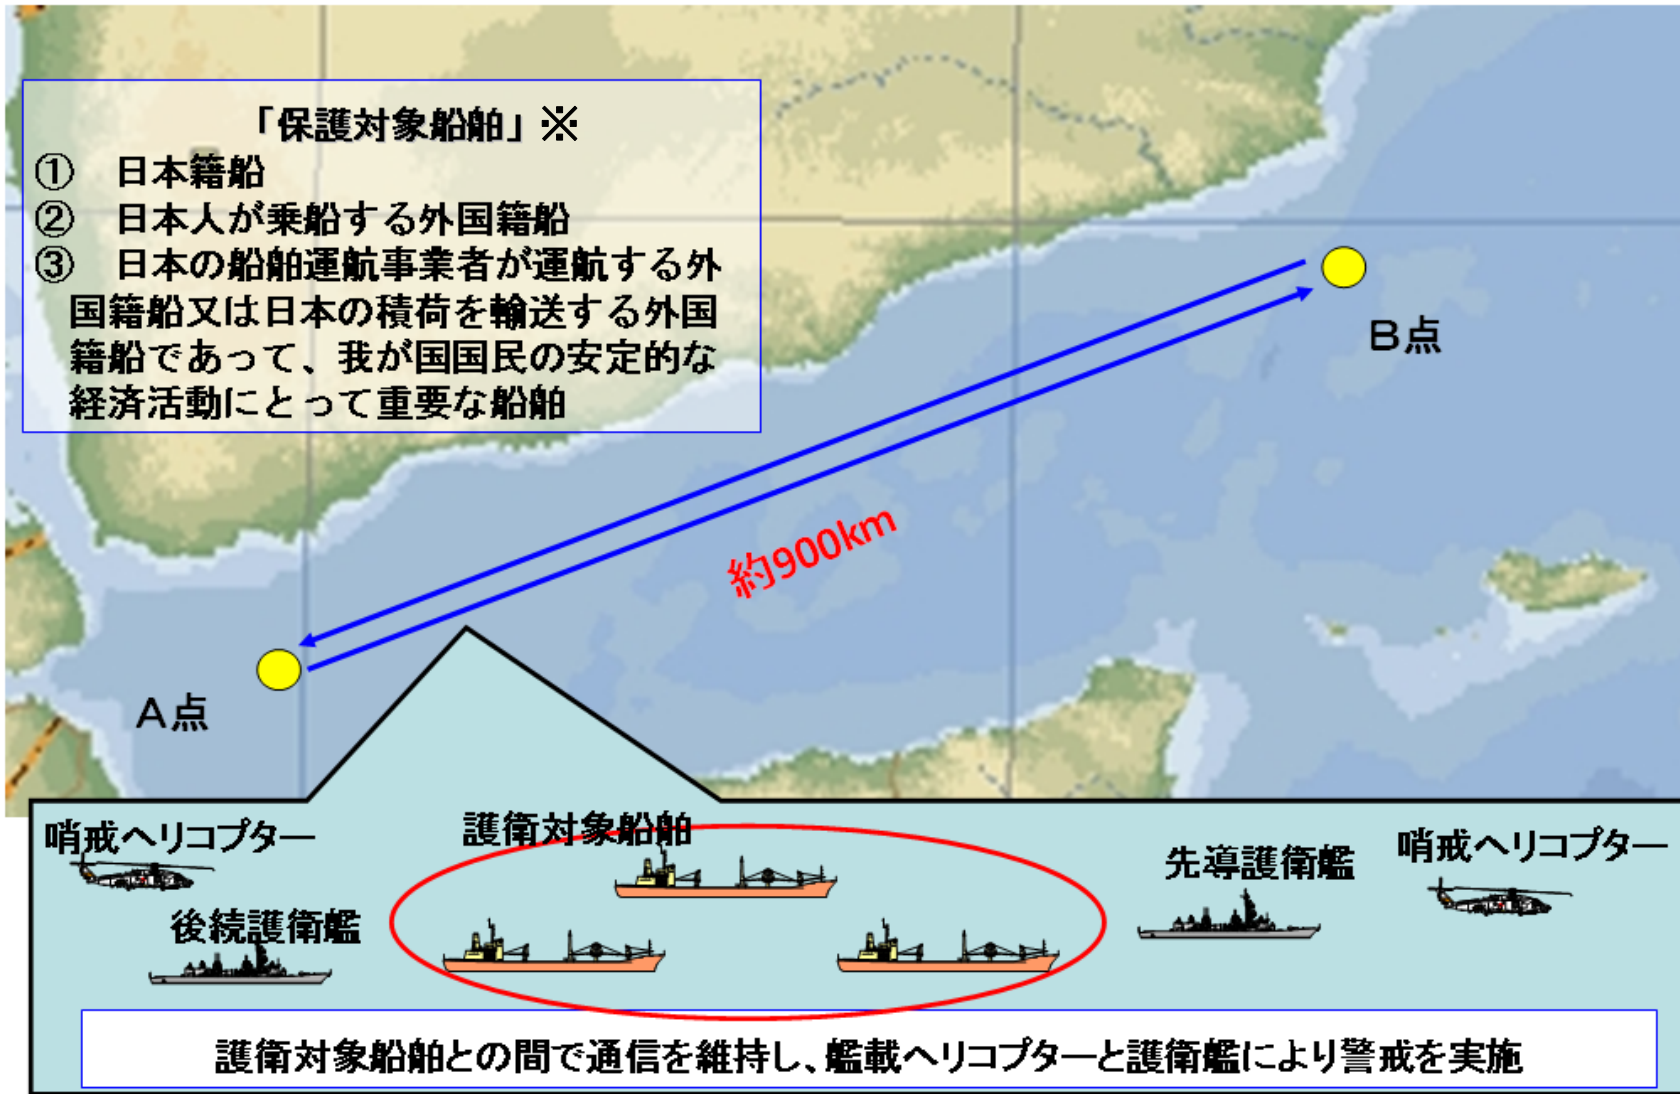 「保護対象船舶」※
① 日本籍船
② 日本人が乗船する外国籍船
③ 日本の船舶運航事業者が運航する外
国籍船又は日本の積荷を輸送する外国
籍船であって、我が国国民の安定的な
経済活動にとって重要な船舶
B点
約900km
A点
哨戒ヘリコプター
護衛対象船舶
先導護衛艦
哨戒ヘリコプター
後続護衛艦
護衛対象船舶との間で通信を維持し、艦載ヘリコプターと護衛艦により警戒を実施